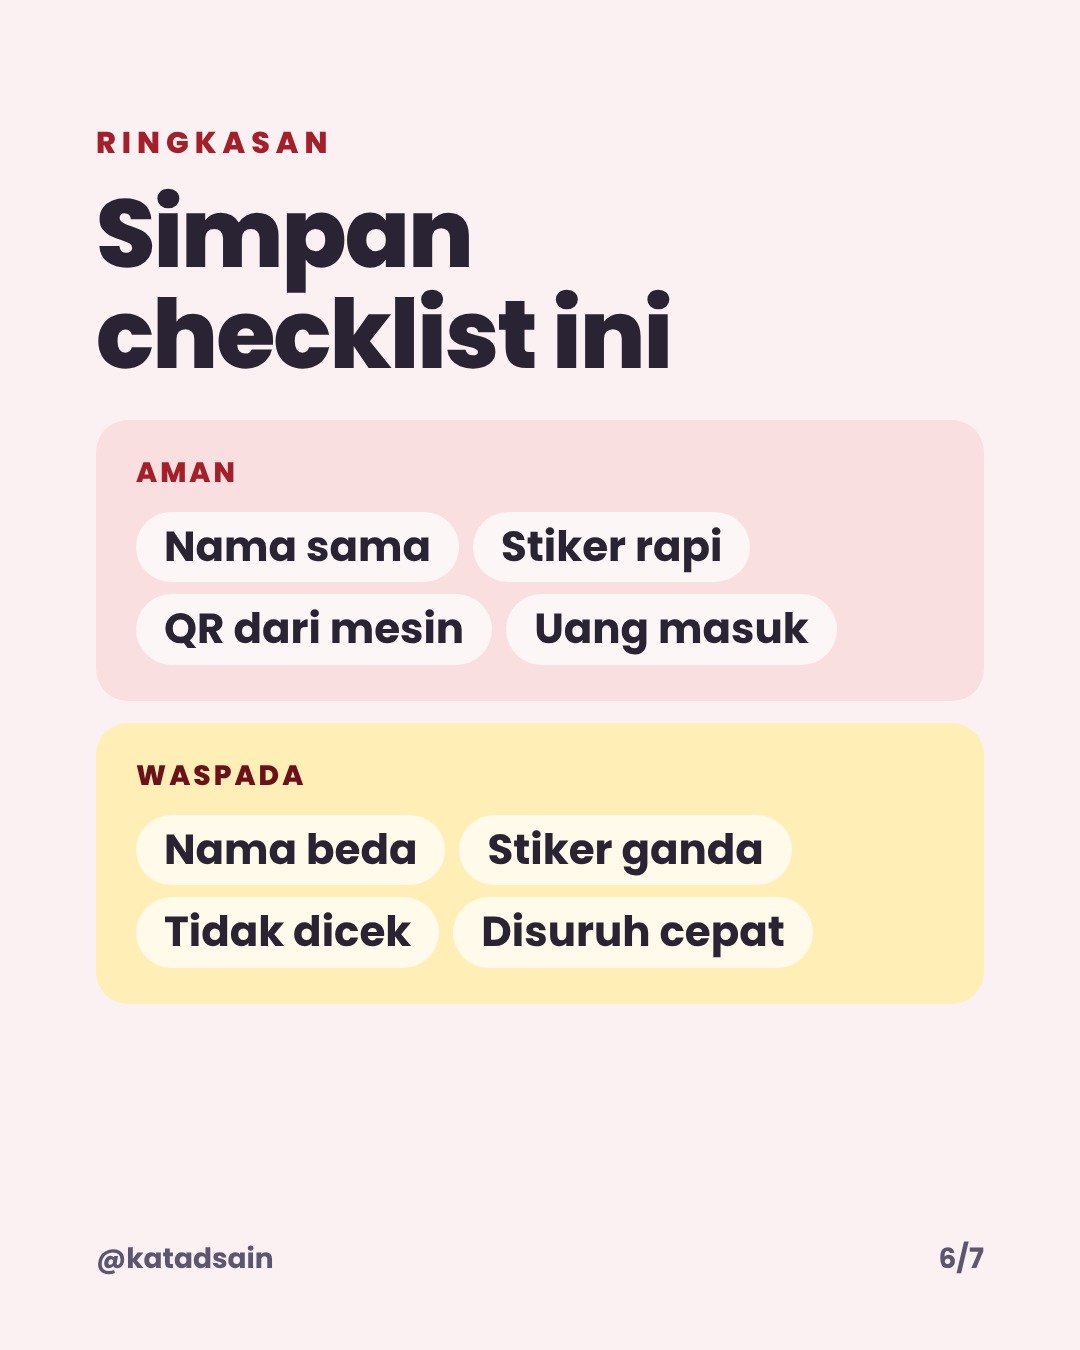 RINGKASAN
Simpan
checklist ini
AMAN
Nama sama
Stiker rapi
QR dari mesin
Uang masuk
WASPADA
Nama beda
Stiker ganda
Tidak dicek
Disuruh cepat
@katadsain
6/7